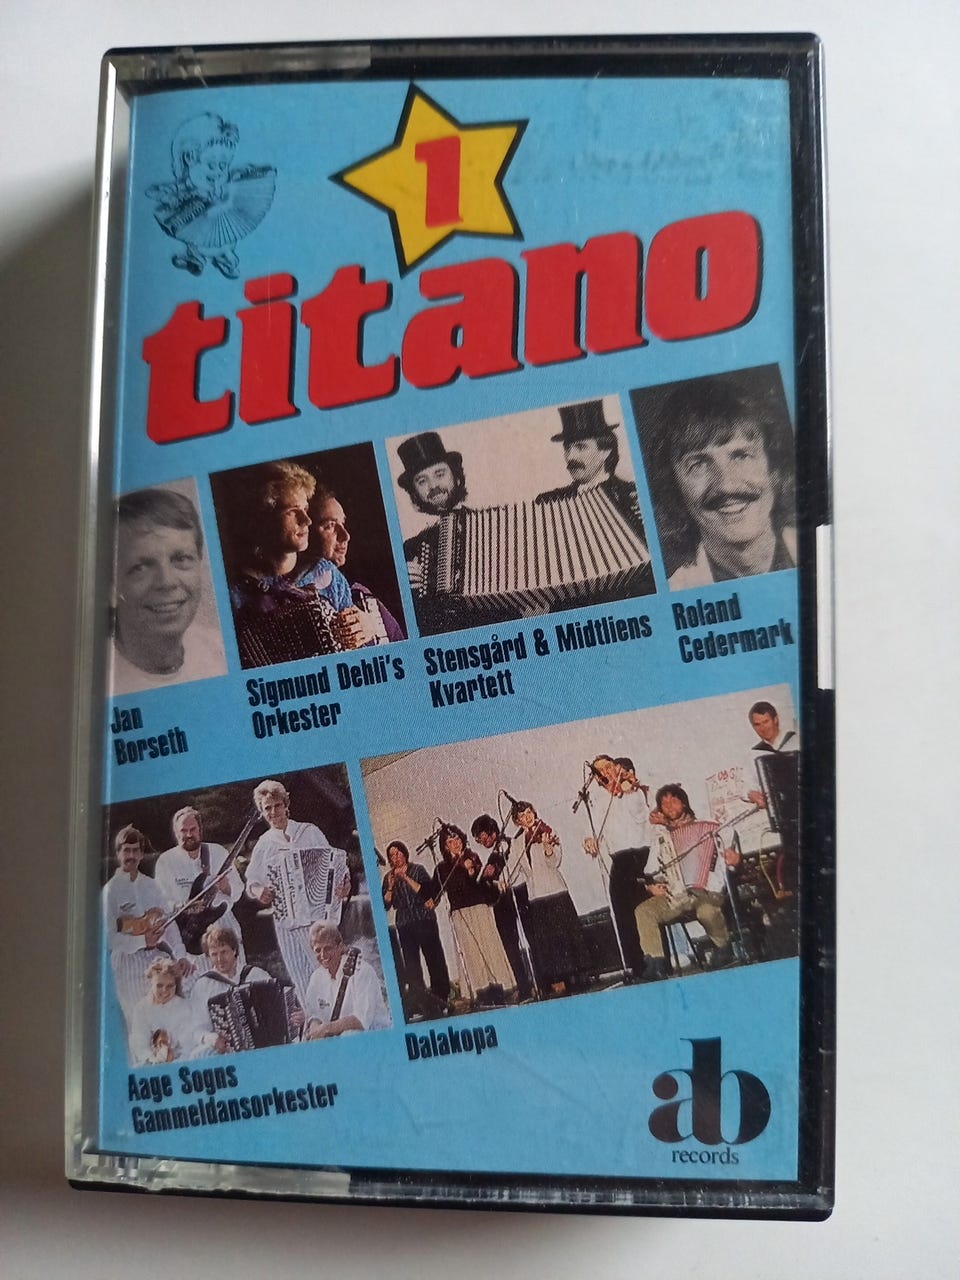 1
titano
Jan
Borseth
Sigmund Dehli's
Orkester
Stensgård & Midtliens
Kvartett
Roland
Cedermark
Aage Sogns
Gammeldansorkester
Dalakopa
ab
records